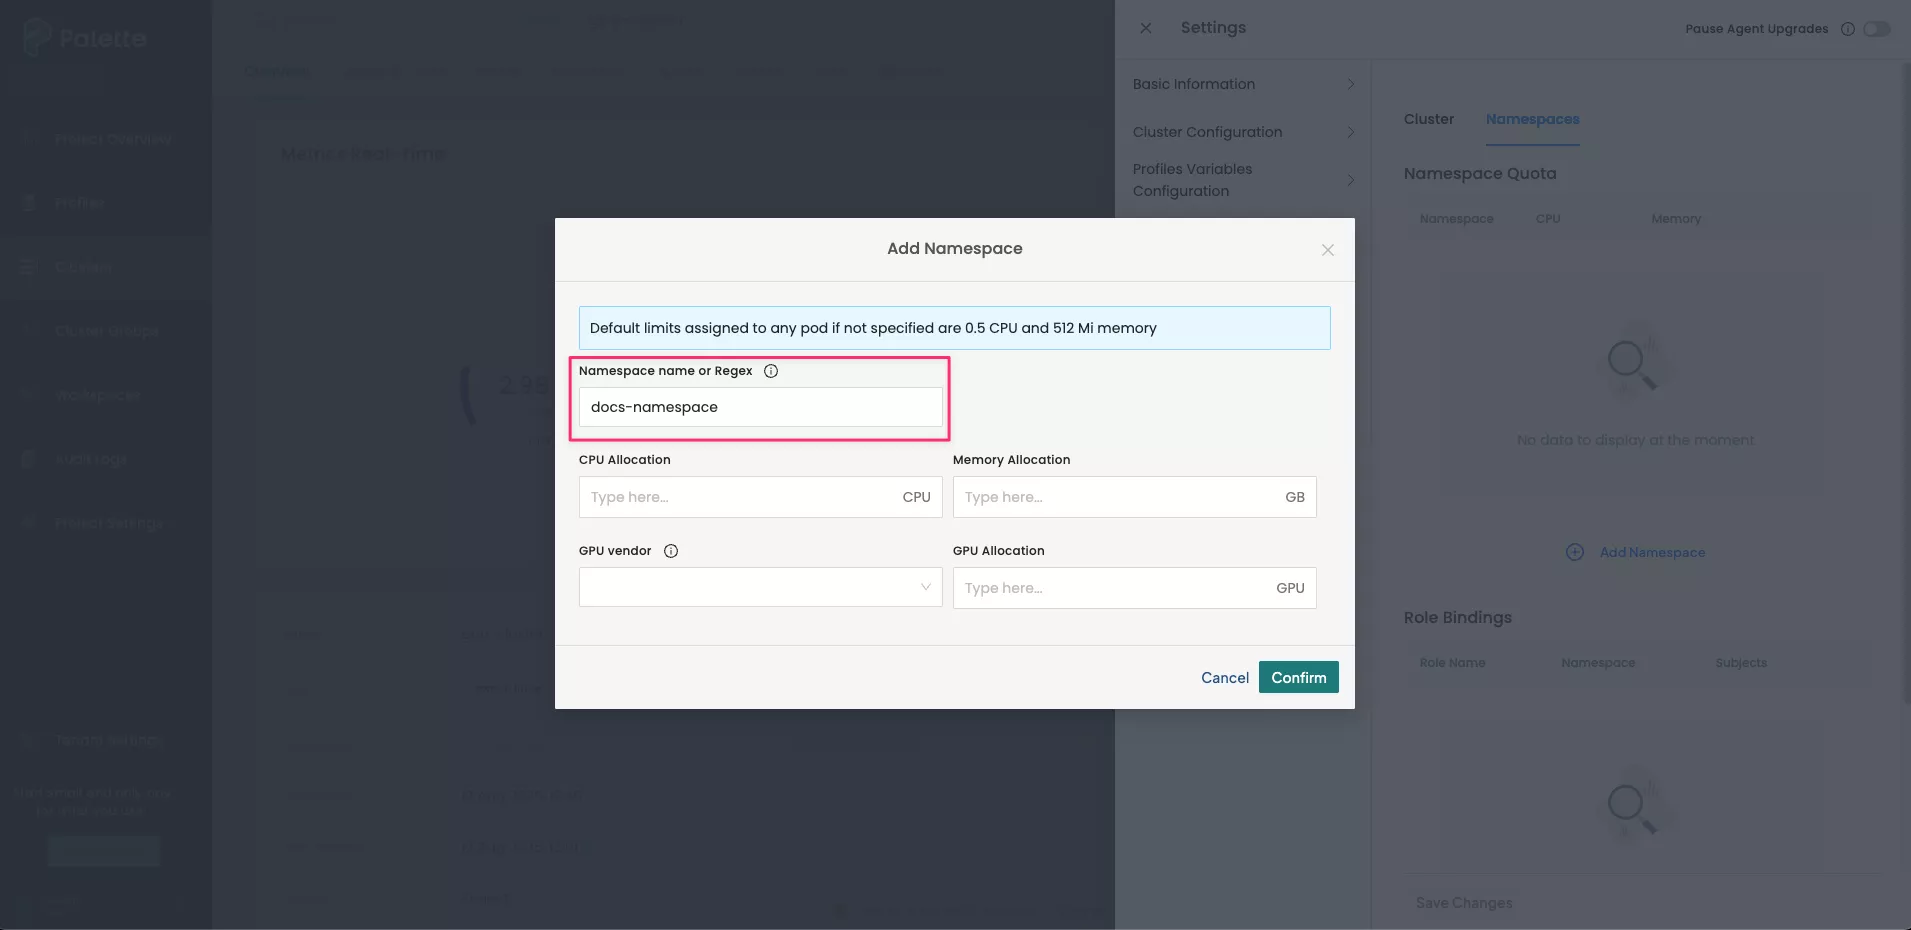 Palette
Project Overview
Profiles
Clusters
Cluster Groups
Workspaces
Audit Logs
Project Settings
Tenant Settings
Metrics Real-Time
Settings
Pause Agent Upgrades
Basic Information
Cluster Configuration
Profiles Variables
Configuration
Cluster
Namespaces
Namespace Quota
Namespace CPU Memory
No data to display at the moment
Add Namespace
Role Bindings
Role Name Namespace Subjects
Save Changes
Add Namespace
Default limits assigned to any pod if not specified are 0.5 CPU and 512 Mi memory
Namespace name or Regex
docs-namespace
CPU Allocation Memory Allocation
Type here... CPU Type here... GB
GPU vendor GPU Allocation
Type here... GPU
Cancel Confirm